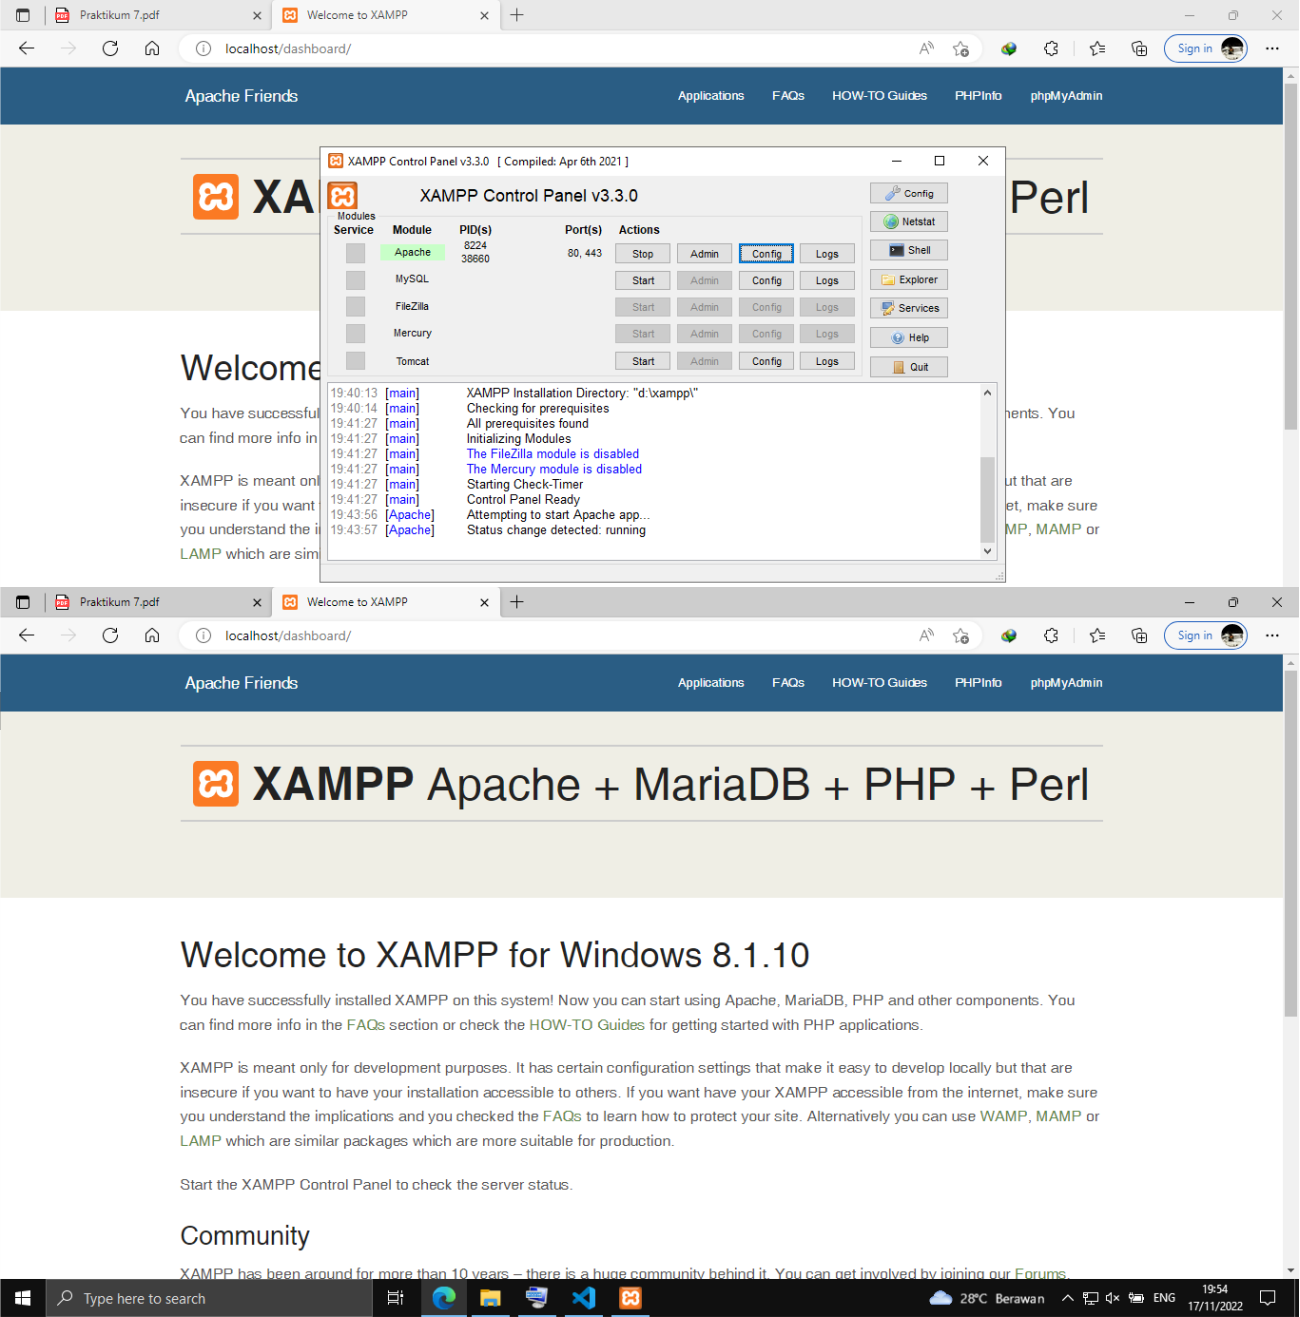 Praktikum 7.pdf
Welcome to XAMPP
localhost/dashboard/
Sign in
Apache Friends
Applications
FAQs
HOW-TO Guides
PHPInfo
phpMyAdmin
XAMPP Control Panel v3.3.0 [ Compiled: Apr 6th 2021 ]
XA
Perl
XAMPP Control Panel v3.3.0
Config
Modules
Service Module PID(s) Port(s) Actions
Netstat
Apache 8224 38660 80, 443 Stop Admin Config Logs
Shell
MySQL Start Admin Config Logs
Explorer
FileZilla Start Admin Config Logs
Services
Mercury Start Admin Config Logs
Help
Tomcat Start Admin Config Logs
Quit
19:40:13 [main] XAMPP Installation Directory: "d:\xampp\"
19:40:14 [main] Checking for prerequisites
19:41:27 [main] All prerequisites found
19:41:27 [main] Initializing Modules
19:41:27 [main] The FileZilla module is disabled
19:41:27 [main] The Mercury module is disabled
19:41:27 [main] Starting Check-Timer
19:41:27 [main] Control Panel Ready
19:43:56 [Apache] Attempting to start Apache app...
19:43:57 [Apache] Status change detected: running
Welcome
You have successful nents. You
can find more info in
XAMPP is meant onl ut that are
insecure if you want et, make sure
you understand the i MP, MAMP or
LAMP which are sim
Praktikum 7.pdf
Welcome to XAMPP
localhost/dashboard/
Sign in
Apache Friends
Applications
FAQs
HOW-TO Guides
PHPInfo
phpMyAdmin
XAMPP Apache + MariaDB + PHP + Perl
Welcome to XAMPP for Windows 8.1.10
You have successfully installed XAMPP on this system! Now you can start using Apache, MariaDB, PHP and other components. You
can find more info in the FAQs section or check the HOW-TO Guides for getting started with PHP applications.
XAMPP is meant only for development purposes. It has certain configuration settings that make it easy to develop locally but that are
insecure if you want to have your installation accessible to others. If you want have your XAMPP accessible from the internet, make sure
you understand the implications and you checked the FAQs to learn how to protect your site. Alternatively you can use WAMP, MAMP or
LAMP which are similar packages which are more suitable for production.
Start the XAMPP Control Panel to check the server status.
Community
XAMPP has been around for more than 10 years – there is a huge community behind it. You can get involved by joining our Forums,
Type here to search
28°C Berawan
ENG
19:54
17/11/2022